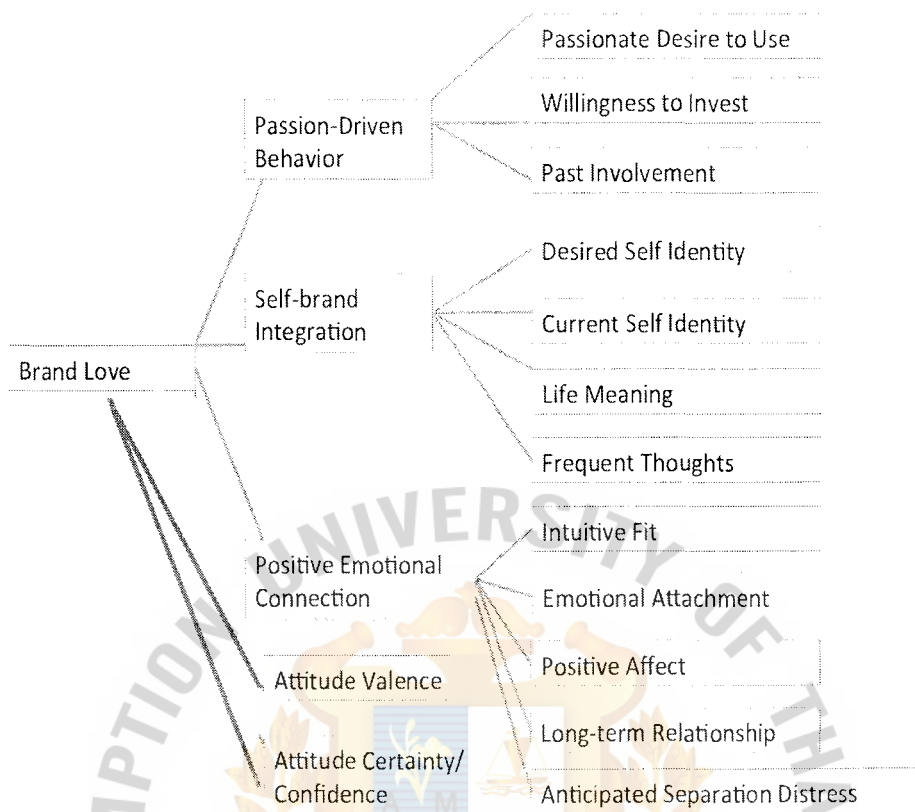 Passionate Desire to Use
Willingness to Invest
Passion-Driven
Behavior
Past Involvement
Desired Self Identity
Self-brand
Integration
Current Self Identity
Brand Love
Life Meaning
Frequent Thoughts
Intuitive Fit
Positive Emotional
Connection
Emotional Attachment
Positive Affect
Attitude Valence
Long-term Relationship
Attitude Certainty/
Confidence
Anticipated Separation Distress
UNIVERSITY OF